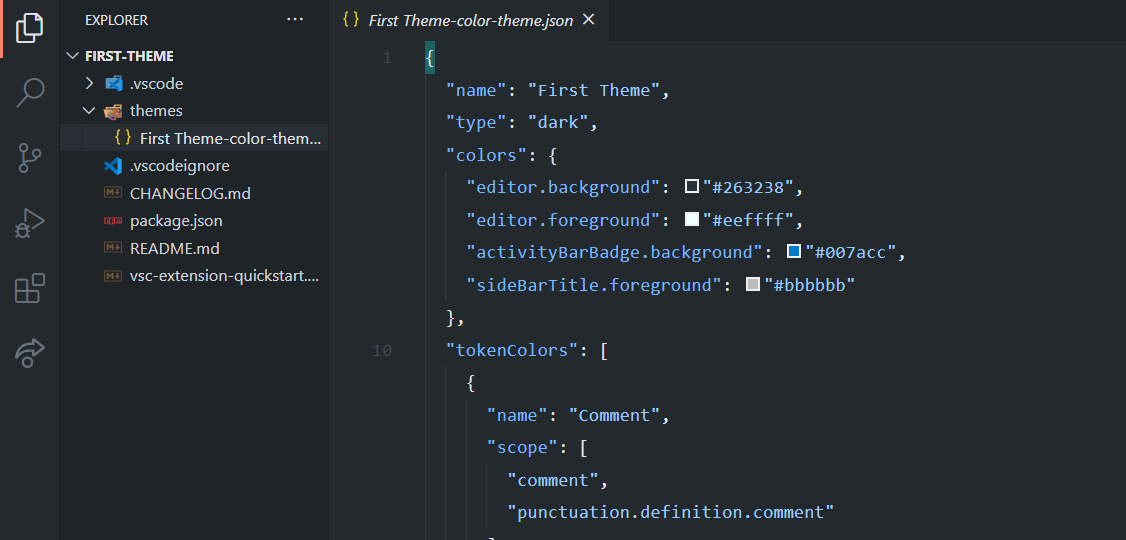 EXPLORER ...
FIRST-THEME
.vscode
themes
First Theme-color-them...
.vscodeignore
CHANGELOG.md
package.json
README.md
vsc-extension-quickstart....
{} First Theme-color-theme.json
1 {
"name": "First Theme",
"type": "dark",
"colors": {
"editor.background": "#263238",
"editor.foreground": "#eeffff",
"activityBarBadge.background": "#007acc",
"sideBarTitle.foreground": "#bbbbbb"
},
10 "tokenColors": [
{
"name": "Comment",
"scope": [
"comment",
"punctuation.definition.comment"